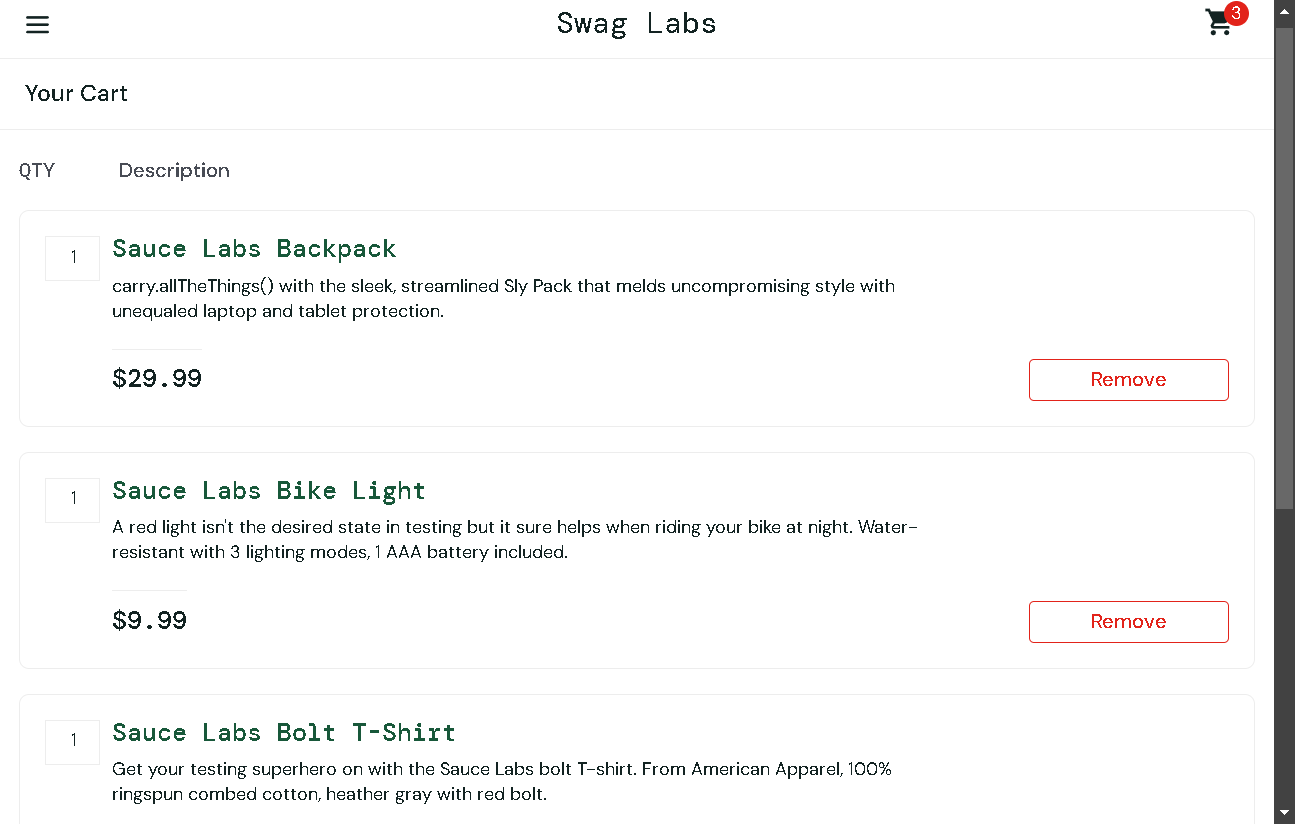 Swag Labs
3
Your Cart
QTY Description
1
Sauce Labs Backpack
carry.allTheThings() with the sleek, streamlined Sly Pack that melds uncompromising style with
unequaled laptop and tablet protection.
$29.99
Remove
1
Sauce Labs Bike Light
A red light isn't the desired state in testing but it sure helps when riding your bike at night. Water-
resistant with 3 lighting modes, 1 AAA battery included.
$9.99
Remove
1
Sauce Labs Bolt T-Shirt
Get your testing superhero on with the Sauce Labs bolt T-shirt. From American Apparel, 100%
ringspun combed cotton, heather gray with red bolt.